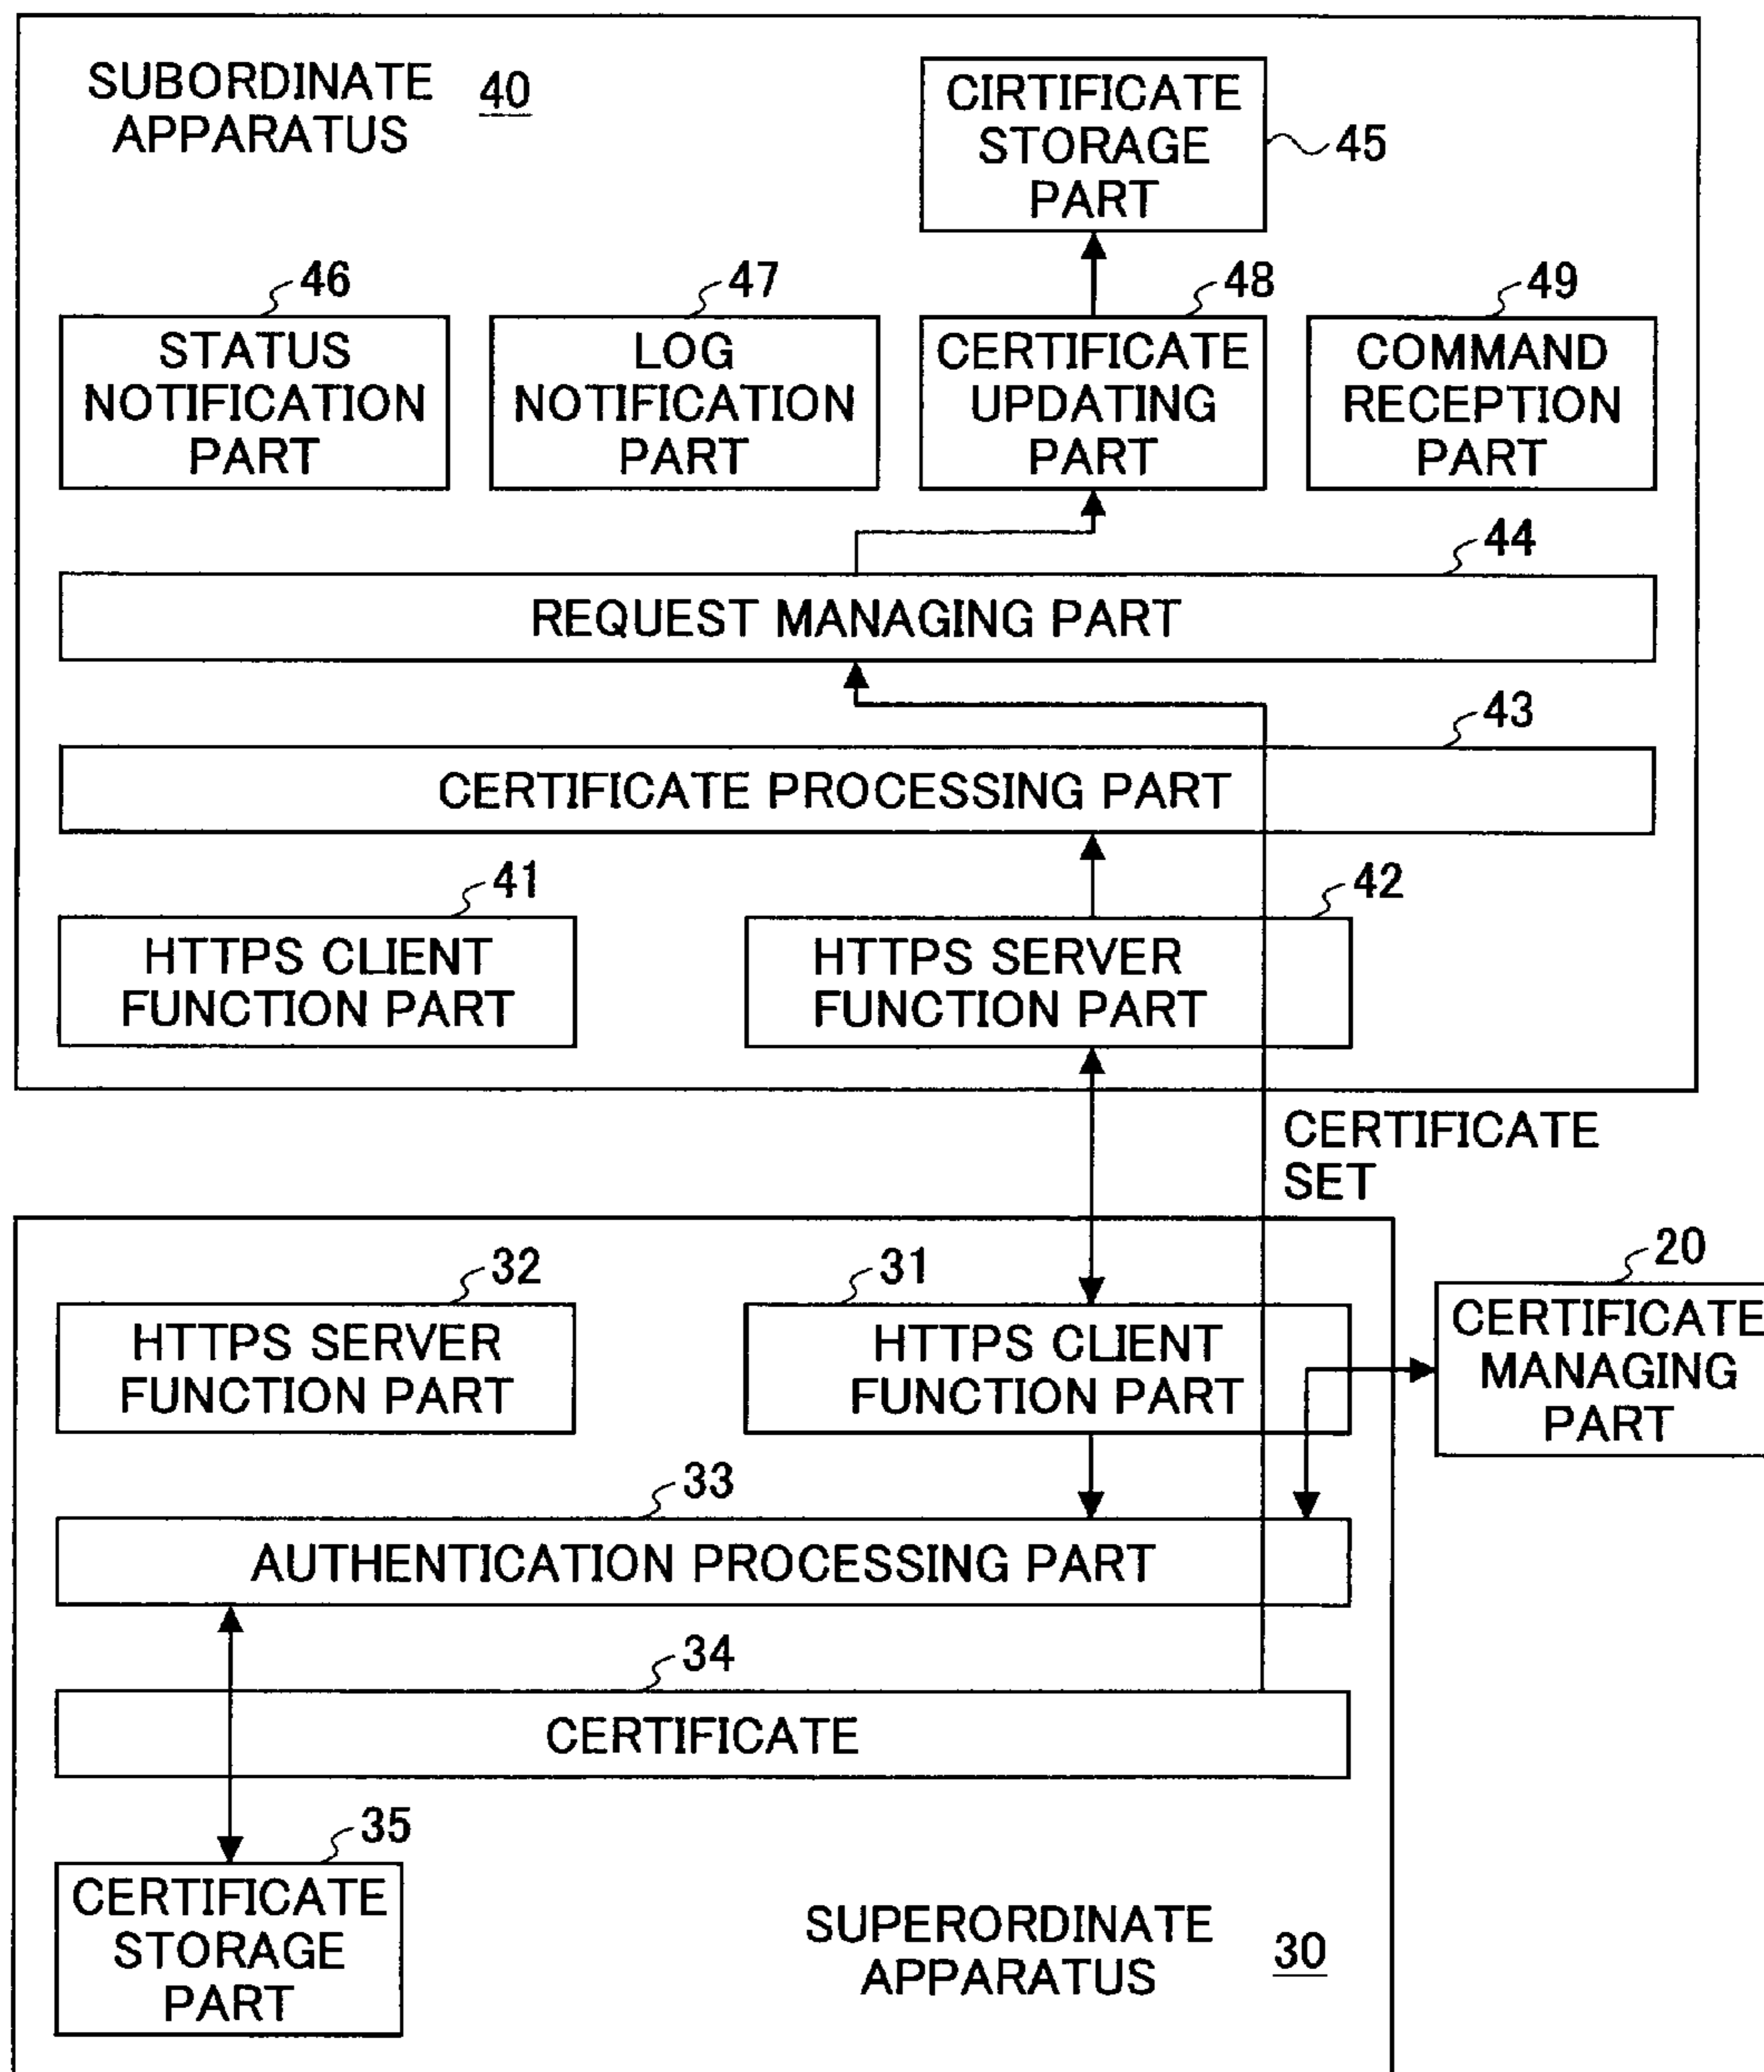 SUBORDINATE
APPARATUS
40
CIRTIFICATE
STORAGE
PART
45
46
STATUS
NOTIFICATION
PART
47
LOG
NOTIFICATION
PART
48
CERTIFICATE
UPDATING
PART
49
COMMAND
RECEPTION
PART
44
REQUEST MANAGING PART
43
CERTIFICATE PROCESSING PART
41
HTTPS CLIENT
FUNCTION PART
42
HTTPS SERVER
FUNCTION PART
CERTIFICATE
SET
32
HTTPS SERVER
FUNCTION PART
31
HTTPS CLIENT
FUNCTION PART
20
CERTIFICATE
MANAGING
PART
33
AUTHENTICATION PROCESSING PART
34
CERTIFICATE
35
CERTIFICATE
STORAGE
PART
SUPERORDINATE
APPARATUS
30